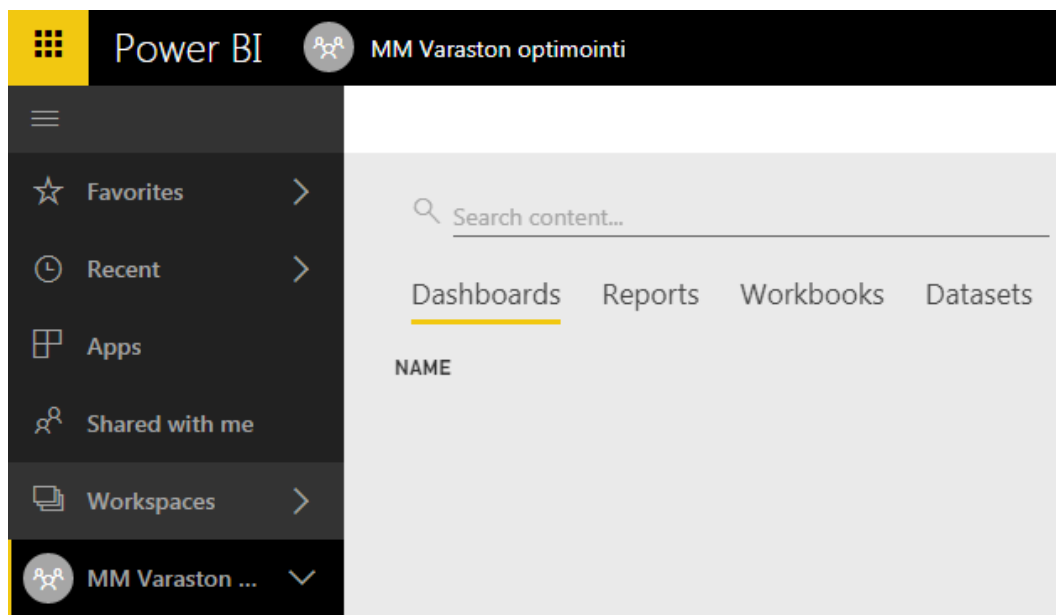 Power BI MM Varaston optimointi
Favorites
Search content...
Recent
Dashboards Reports Workbooks Datasets
Apps
NAME
Shared with me
Workspaces
MM Varaston ...